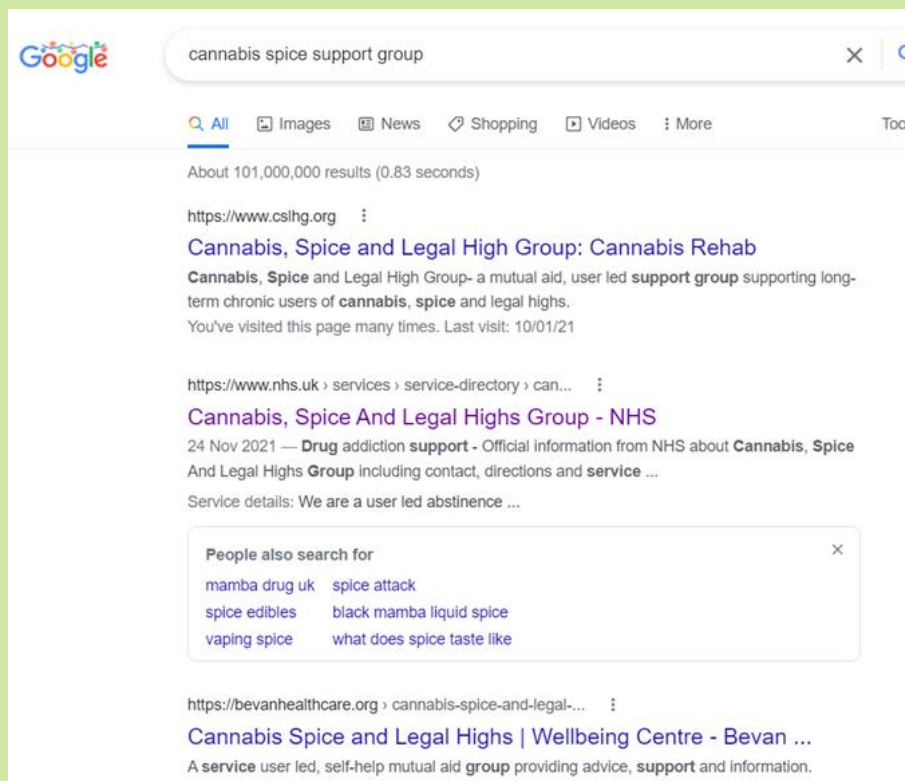 Google
cannabis spice support group
All Images News Shopping Videos More Too
About 101,000,000 results (0.83 seconds)
https://www.cslhg.org
Cannabis, Spice and Legal High Group: Cannabis Rehab
Cannabis, Spice and Legal High Group- a mutual aid, user led support group supporting long-
term chronic users of cannabis, spice and legal highs.
You've visited this page many times. Last visit: 10/01/21
https://www.nhs.uk › services › service-directory › can...
Cannabis, Spice And Legal Highs Group - NHS
24 Nov 2021 — Drug addiction support - Official information from NHS about Cannabis, Spice
And Legal Highs Group including contact, directions and service ...
Service details: We are a user led abstinence ...
People also search for
mamba drug uk spice attack
spice edibles black mamba liquid spice
vaping spice what does spice taste like
https://bevanhealthcare.org › cannabis-spice-and-legal-...
Cannabis Spice and Legal Highs | Wellbeing Centre - Bevan ...
A service user led, self-help mutual aid group providing advice, support and information.